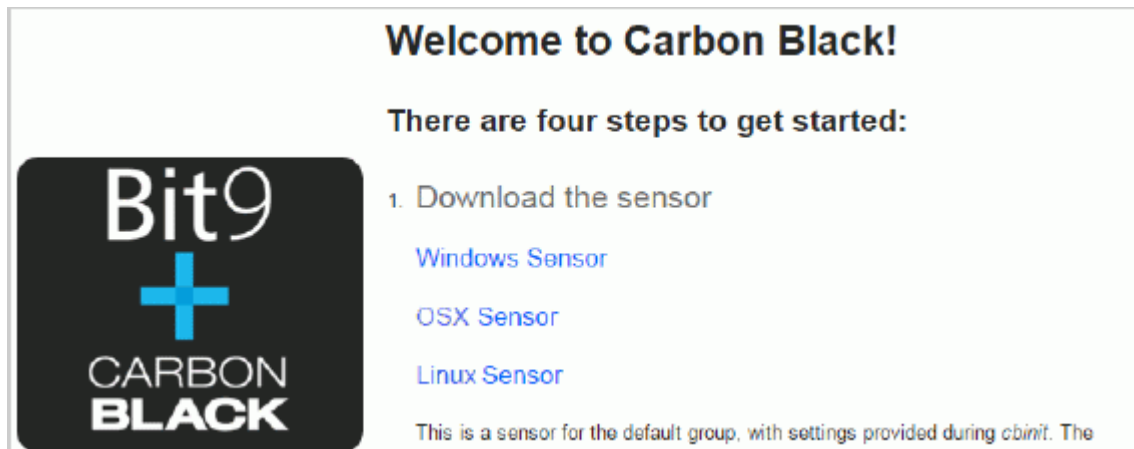 Welcome to Carbon Black!
There are four steps to get started:
Bit9
CARBON
BLACK
1. Download the sensor
Windows Sensor
OSX Sensor
Linux Sensor
This is a sensor for the default group, with settings provided during cbinit. The